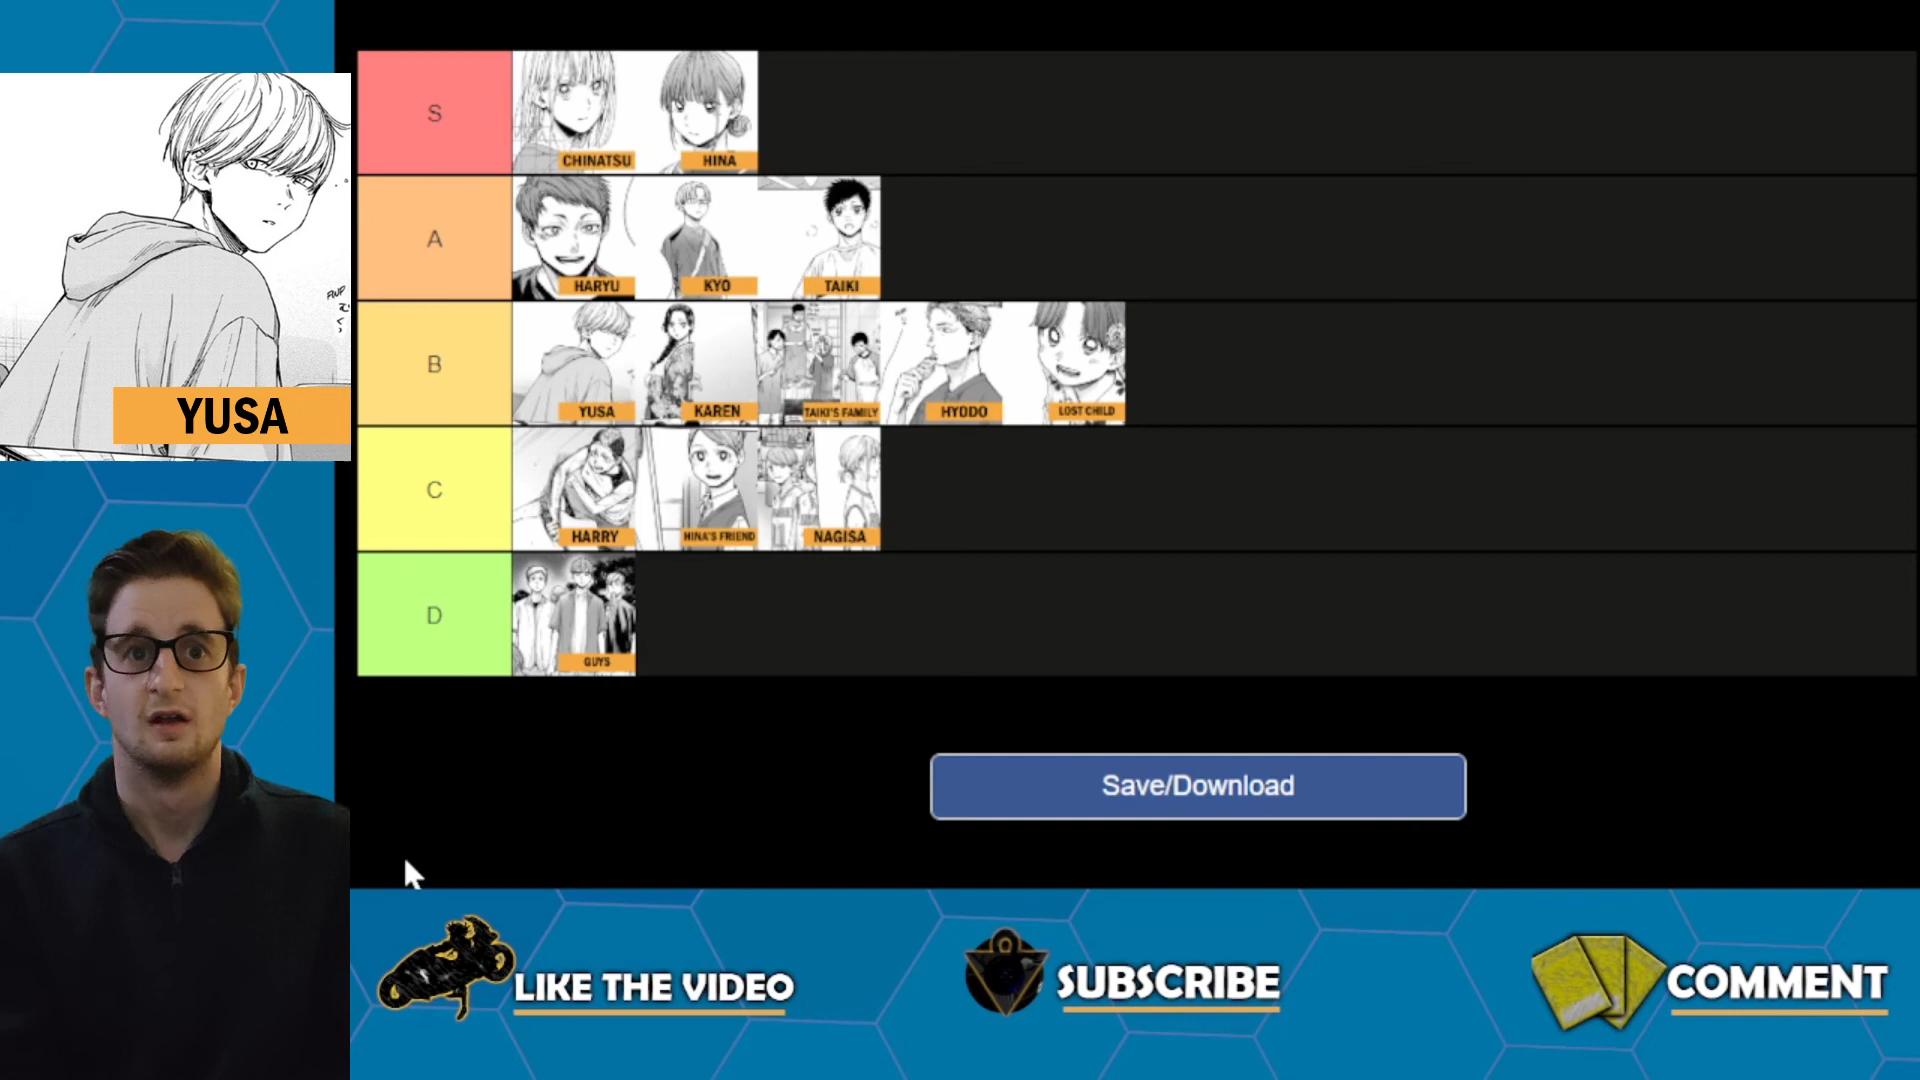 S
CHINATSU
HINA
A
HARYU
KYO
TAIKI
FWP
YUSA
B
YUSA
KAREN
TAIKI'S FAMILY
HYODO
LOST CHILD
C
HARRY
HINA'S FRIEND
NAGISA
D
GUYS
Save/Download
LIKE THE VIDEO
SUBSCRIBE
COMMENT